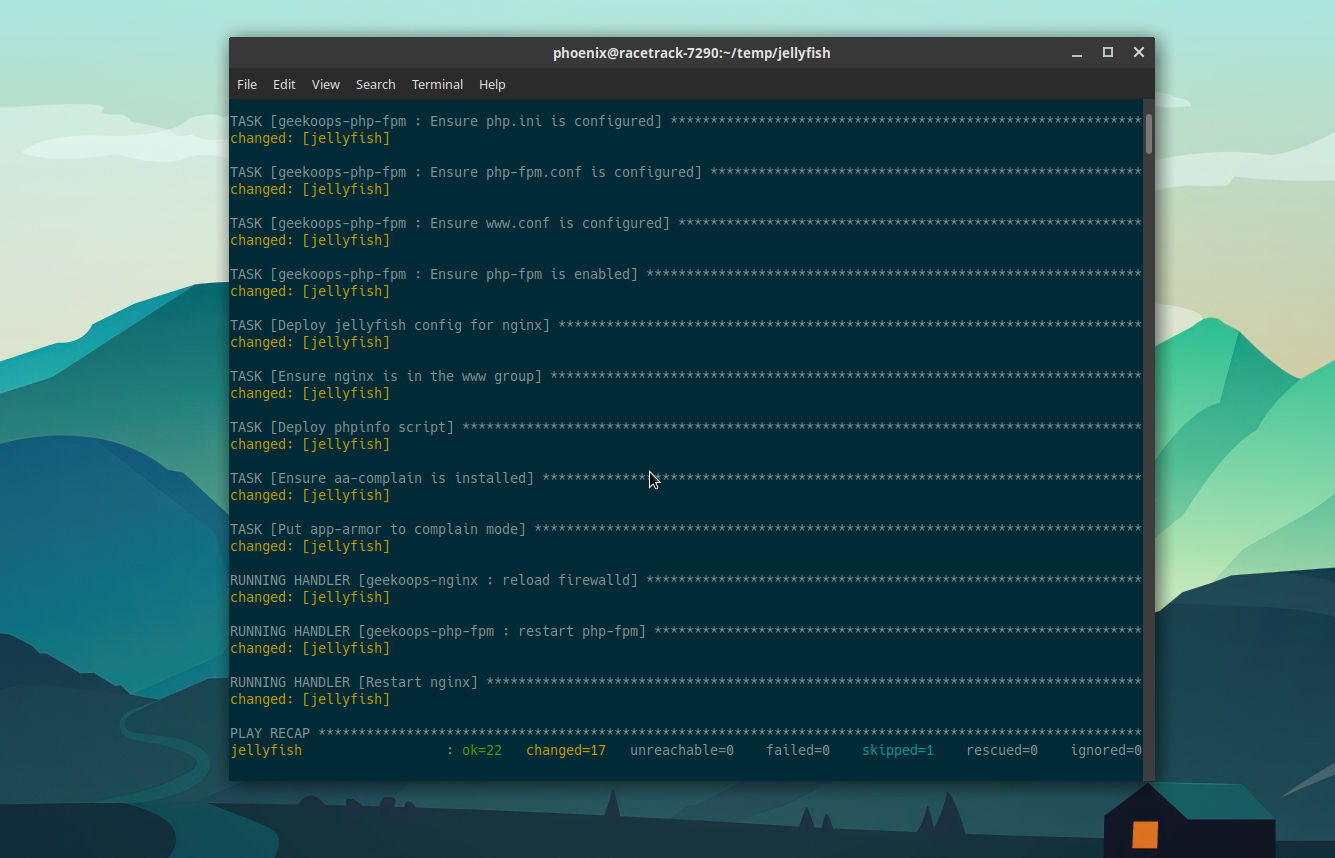 phoenix@racetrack-7290:~/temp/jellyfish
File Edit View Search Terminal Help
TASK [geekoops-php-fpm : Ensure php.ini is configured] ***********************************************************
changed: [jellyfish]
TASK [geekoops-php-fpm : Ensure php-fpm.conf is configured] ******************************************************
changed: [jellyfish]
TASK [geekoops-php-fpm : Ensure www.conf is configured] **********************************************************
changed: [jellyfish]
TASK [geekoops-php-fpm : Ensure php-fpm is enabled] **************************************************************
changed: [jellyfish]
TASK [Deploy jellyfish config for nginx] *************************************************************************
changed: [jellyfish]
TASK [Ensure nginx is in the www group] **************************************************************************
changed: [jellyfish]
TASK [Deploy phpinfo script] *************************************************************************************
changed: [jellyfish]
TASK [Ensure aa-complain is installed] ***************************************************************************
changed: [jellyfish]
TASK [Put app-armor to complain mode] ****************************************************************************
changed: [jellyfish]
RUNNING HANDLER [geekoops-nginx : reload firewalld] **************************************************************
changed: [jellyfish]
RUNNING HANDLER [geekoops-php-fpm : restart php-fpm] *************************************************************
changed: [jellyfish]
RUNNING HANDLER [Restart nginx] **********************************************************************************
changed: [jellyfish]
PLAY RECAP *******************************************************************************************************
jellyfish                  : ok=22   changed=17   unreachable=0    failed=0    skipped=1    rescued=0    ignored=0